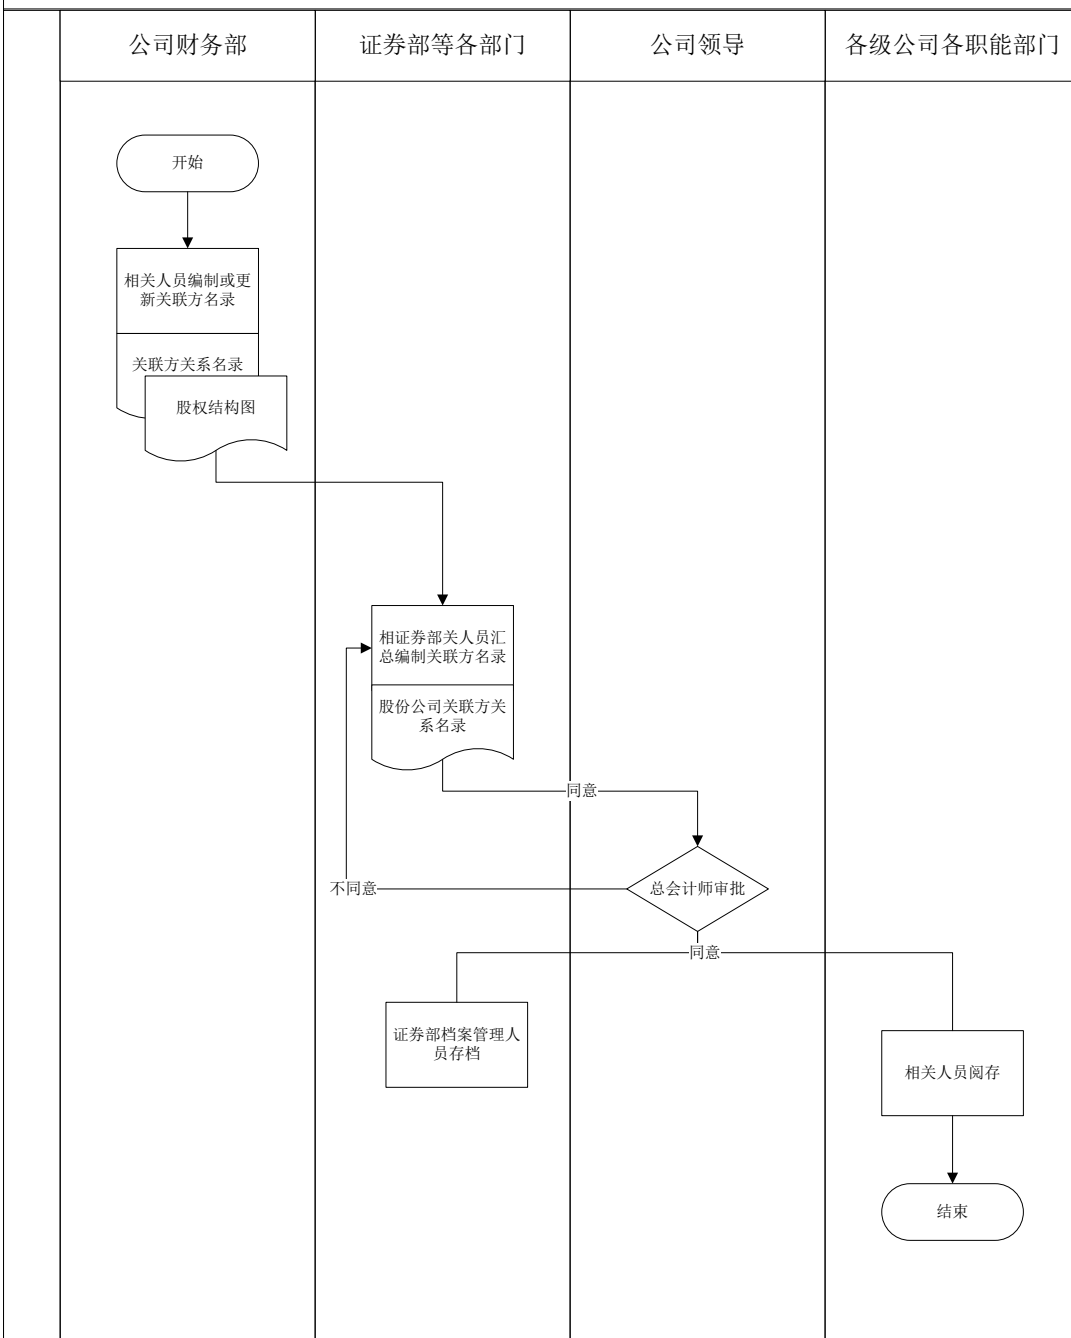 公司财务部
证券部等各部门
公司领导
各级公司各职能部门
开始
相关人员编制或更
新关联方名录
关联方关系名录
股权结构图
相证券部关人员汇
总编制关联方名录
股份公司关联方关
系名录
同意
不同意
总会计师审批
同意
证券部档案管理人
员存档
相关人员阅存
结束